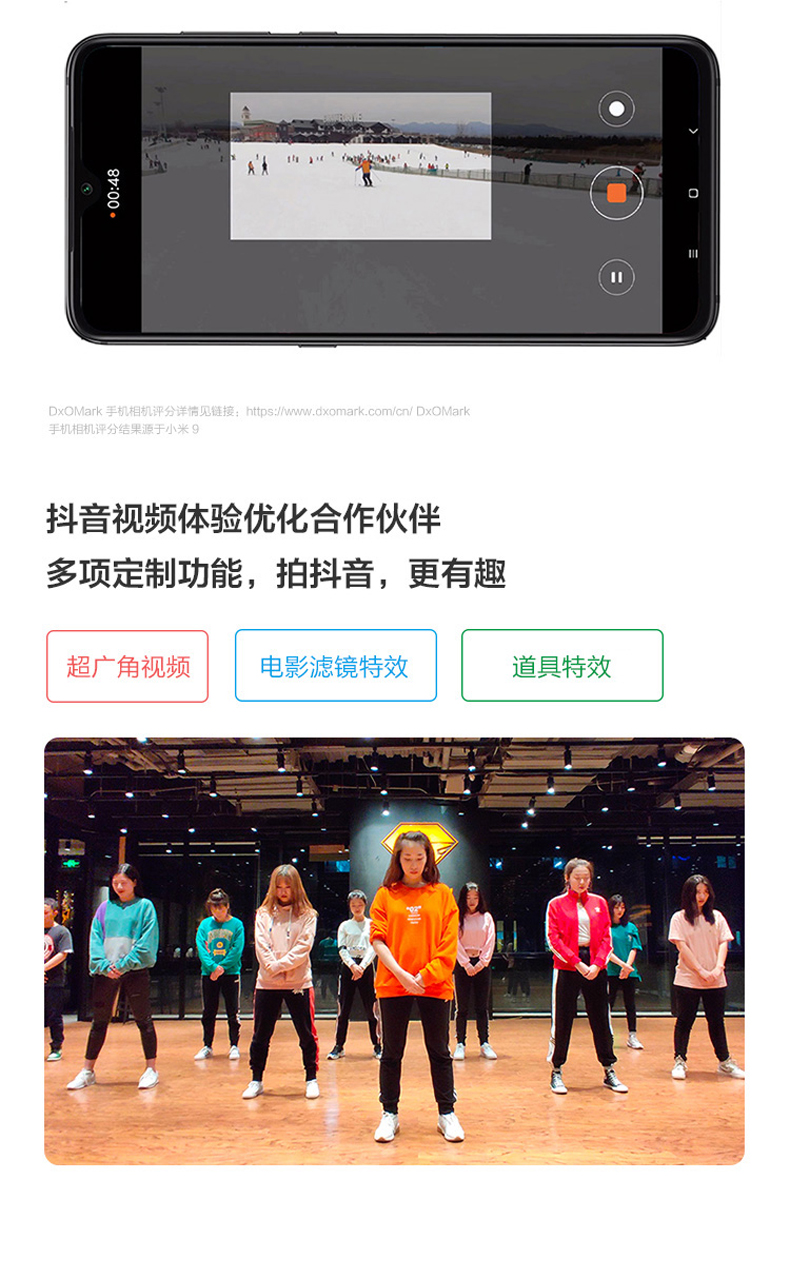 00:48
DxOMark 手机相机评分详情见链接：https://www.dxomark.com/cn/ DxOMark
手机相机评分结果源于小米 9
抖音视频体验优化合作伙伴
多项定制功能，拍抖音，更有趣
超广角视频
电影滤镜特效
道具特效